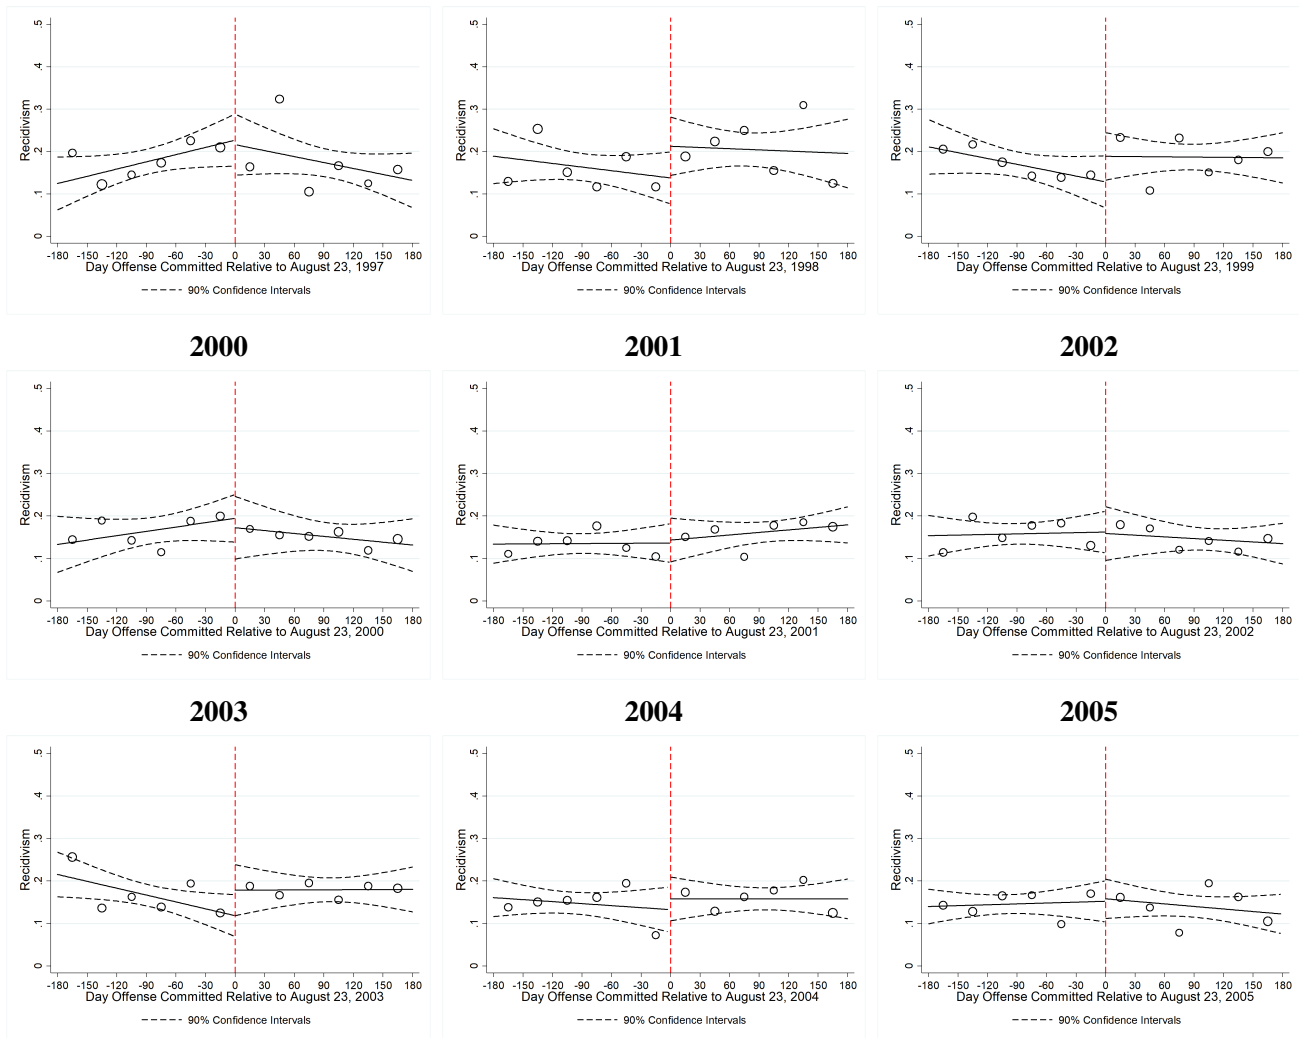 .5
.4
.3
.2
.1
0
Recidivism
-180 -150 -120 -90 -60 -30 0 30 60 90 120 150 180
Day Offense Committed Relative to August 23, 1997
90% Confidence Intervals
.5
.4
.3
.2
.1
0
Recidivism
-180 -150 -120 -90 -60 -30 0 30 60 90 120 150 180
Day Offense Committed Relative to August 23, 1998
90% Confidence Intervals
.5
.4
.3
.2
.1
0
Recidivism
-180 -150 -120 -90 -60 -30 0 30 60 90 120 150 180
Day Offense Committed Relative to August 23, 1999
90% Confidence Intervals
2000
.5
.4
.3
.2
.1
0
Recidivism
-180 -150 -120 -90 -60 -30 0 30 60 90 120 150 180
Day Offense Committed Relative to August 23, 2000
90% Confidence Intervals
2001
.5
.4
.3
.2
.1
0
Recidivism
-180 -150 -120 -90 -60 -30 0 30 60 90 120 150 180
Day Offense Committed Relative to August 23, 2001
90% Confidence Intervals
2002
.5
.4
.3
.2
.1
0
Recidivism
-180 -150 -120 -90 -60 -30 0 30 60 90 120 150 180
Day Offense Committed Relative to August 23, 2002
90% Confidence Intervals
2003
.5
.4
.3
.2
.1
0
Recidivism
-180 -150 -120 -90 -60 -30 0 30 60 90 120 150 180
Day Offense Committed Relative to August 23, 2003
90% Confidence Intervals
2004
.5
.4
.3
.2
.1
0
Recidivism
-180 -150 -120 -90 -60 -30 0 30 60 90 120 150 180
Day Offense Committed Relative to August 23, 2004
90% Confidence Intervals
2005
.5
.4
.3
.2
.1
0
Recidivism
-180 -150 -120 -90 -60 -30 0 30 60 90 120 150 180
Day Offense Committed Relative to August 23, 2005
90% Confidence Intervals